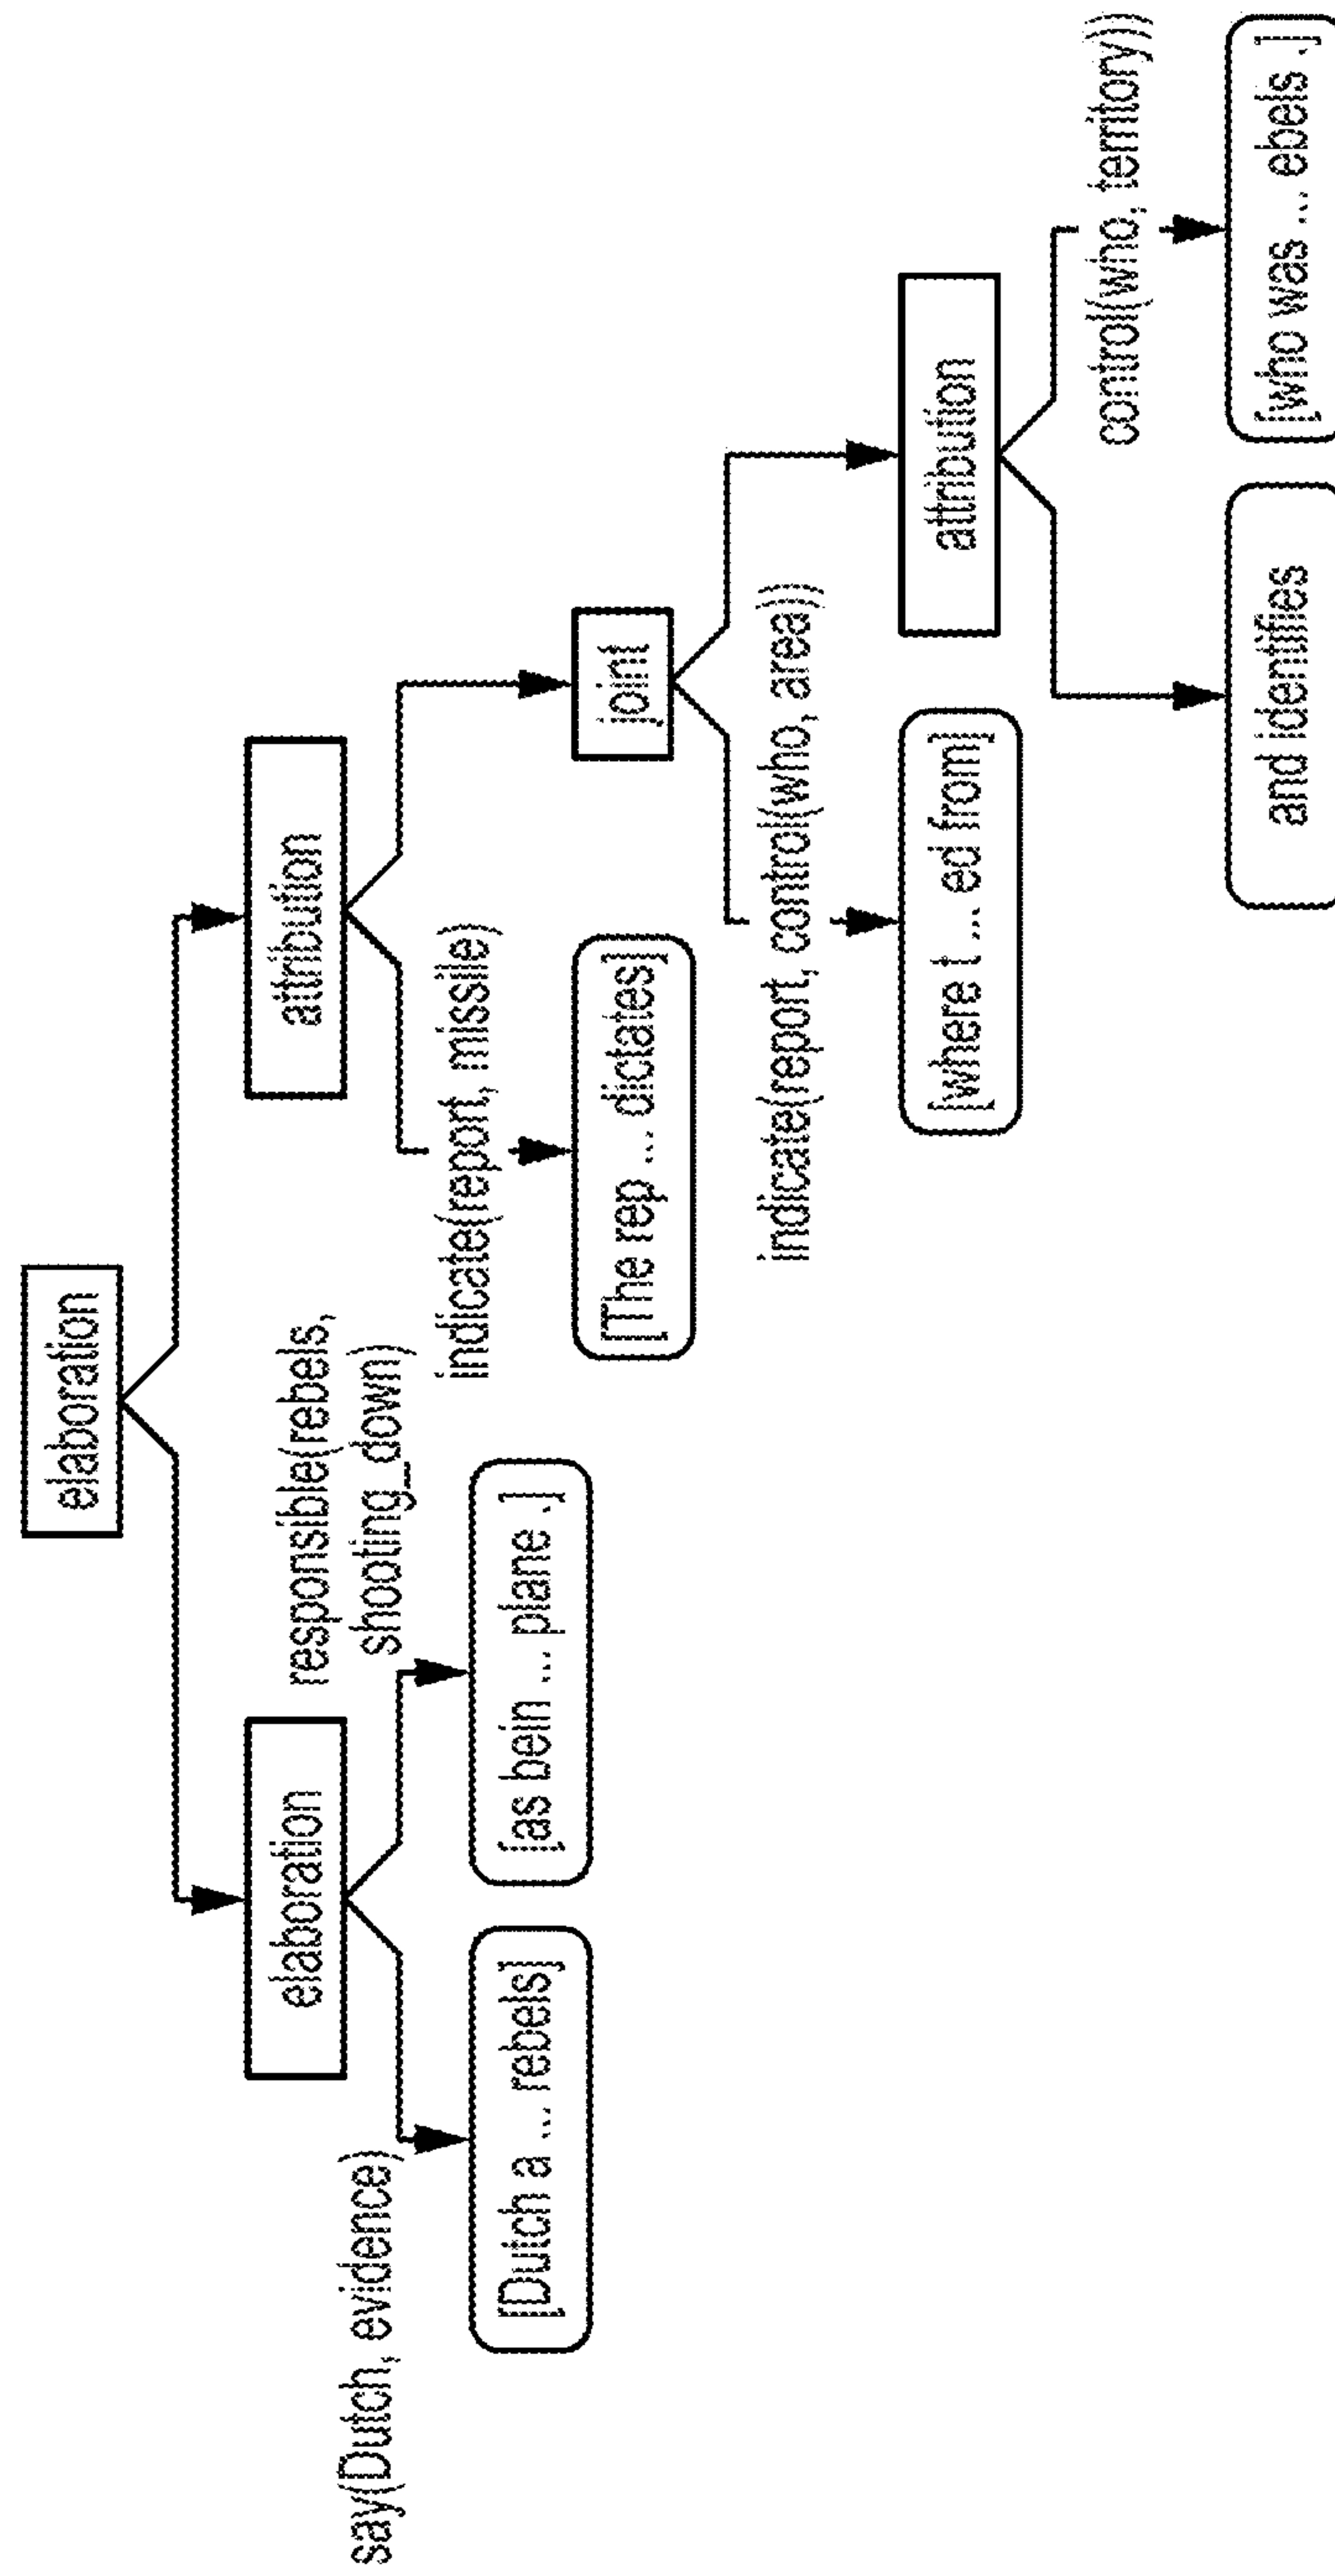 elaboration
elaboration
attribution
say(Dutch, evidence)
responsible(rebels,
shooting_down)
indicate(report, missile)
[Dutch a ... rebels]
[as bein ... plane .]
[The rep ... dictates]
joint
indicate(report, control(who, area))
[where t ... ed from]
attribution
control(who, territory))
and identifies
[who was ... ebels ,]